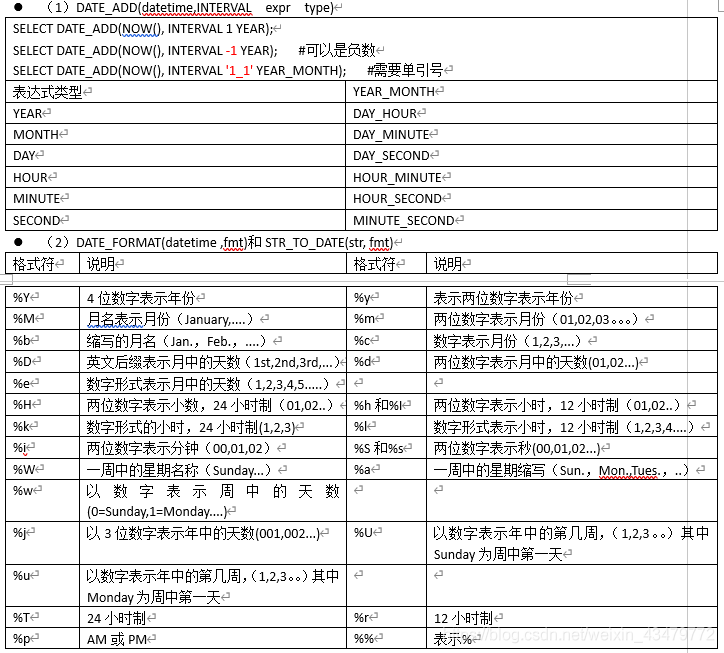 ● （1）DATE_ADD(datetime,INTERVAL expr type)
SELECT DATE_ADD(NOW(), INTERVAL 1 YEAR);
SELECT DATE_ADD(NOW(), INTERVAL -1 YEAR); #可以是负数
SELECT DATE_ADD(NOW(), INTERVAL '1_1' YEAR_MONTH); #需要单引号
表达式类型 YEAR_MONTH
YEAR DAY_HOUR
MONTH DAY_MINUTE
DAY DAY_SECOND
HOUR HOUR_MINUTE
MINUTE HOUR_SECOND
SECOND MINUTE_SECOND
● （2）DATE_FORMAT(datetime ,fmt)和 STR_TO_DATE(str, fmt)
格式符 说明 格式符 说明
%Y 4 位数字表示年份 %y 表示两位数字表示年份
%M 月名表示月份（January,....） %m 两位数字表示月份（01,02,03。。。）
%b 缩写的月名（Jan.，Feb.，....） %c 数字表示月份（1,2,3,...）
%D 英文后缀表示月中的天数（1st,2nd,3rd,...） %d 两位数字表示月中的天数(01,02...)
%e 数字形式表示月中的天数（1,2,3,4,5.....）
%H 两位数字表示小数，24 小时制（01,02..） %h 和%I 两位数字表示小时，12 小时制（01,02..）
%k 数字形式的小时，24 小时制(1,2,3) %l 数字形式表示小时，12 小时制（1,2,3,4....）
%i 两位数字表示分钟（00,01,02） %S 和%s 两位数字表示秒(00,01,02...)
%W 一周中的星期名称（Sunday...） %a 一周中的星期缩写（Sun.，Mon.,Tues.，..）
%w 以数字表示周中的天数
(0=Sunday,1=Monday....)
%j 以 3 位数字表示年中的天数(001,002...) %U 以数字表示年中的第几周，（1,2,3。。）其中
Sunday 为周中第一天
%u 以数字表示年中的第几周，（1,2,3。。）其中
Monday 为周中第一天
%T 24 小时制 %r 12 小时制
%p AM 或 PM %% 表示%
https://blog.csdn.net/weixin_43479772